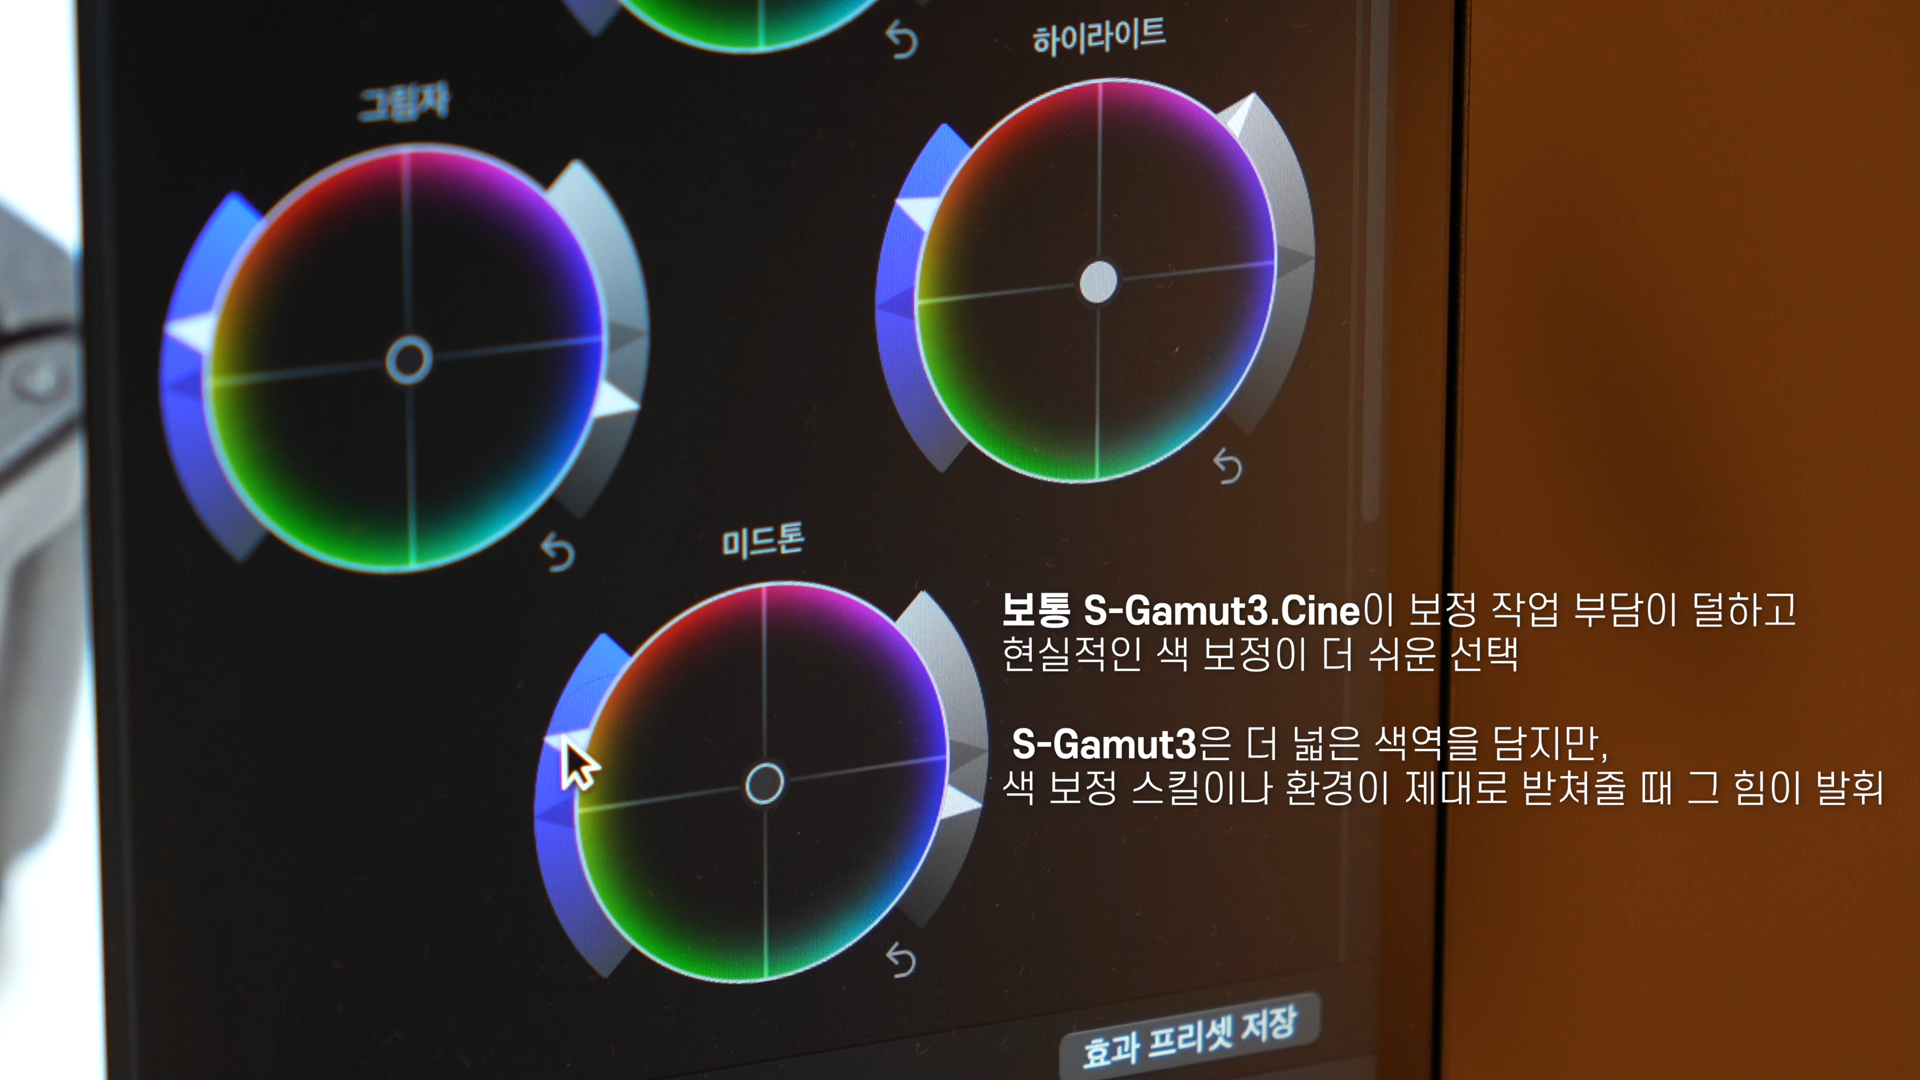 하이라이트
그림자
미드톤
보통 S-Gamut3.Cine이 보정 작업 부담이 덜하고
현실적인 색 보정이 더 쉬운 선택
S-Gamut3은 더 넓은 색역을 담지만,
색 보정 스킬이나 환경이 제대로 받쳐줄 때 그 힘이 발휘
효과 프리셋 저장